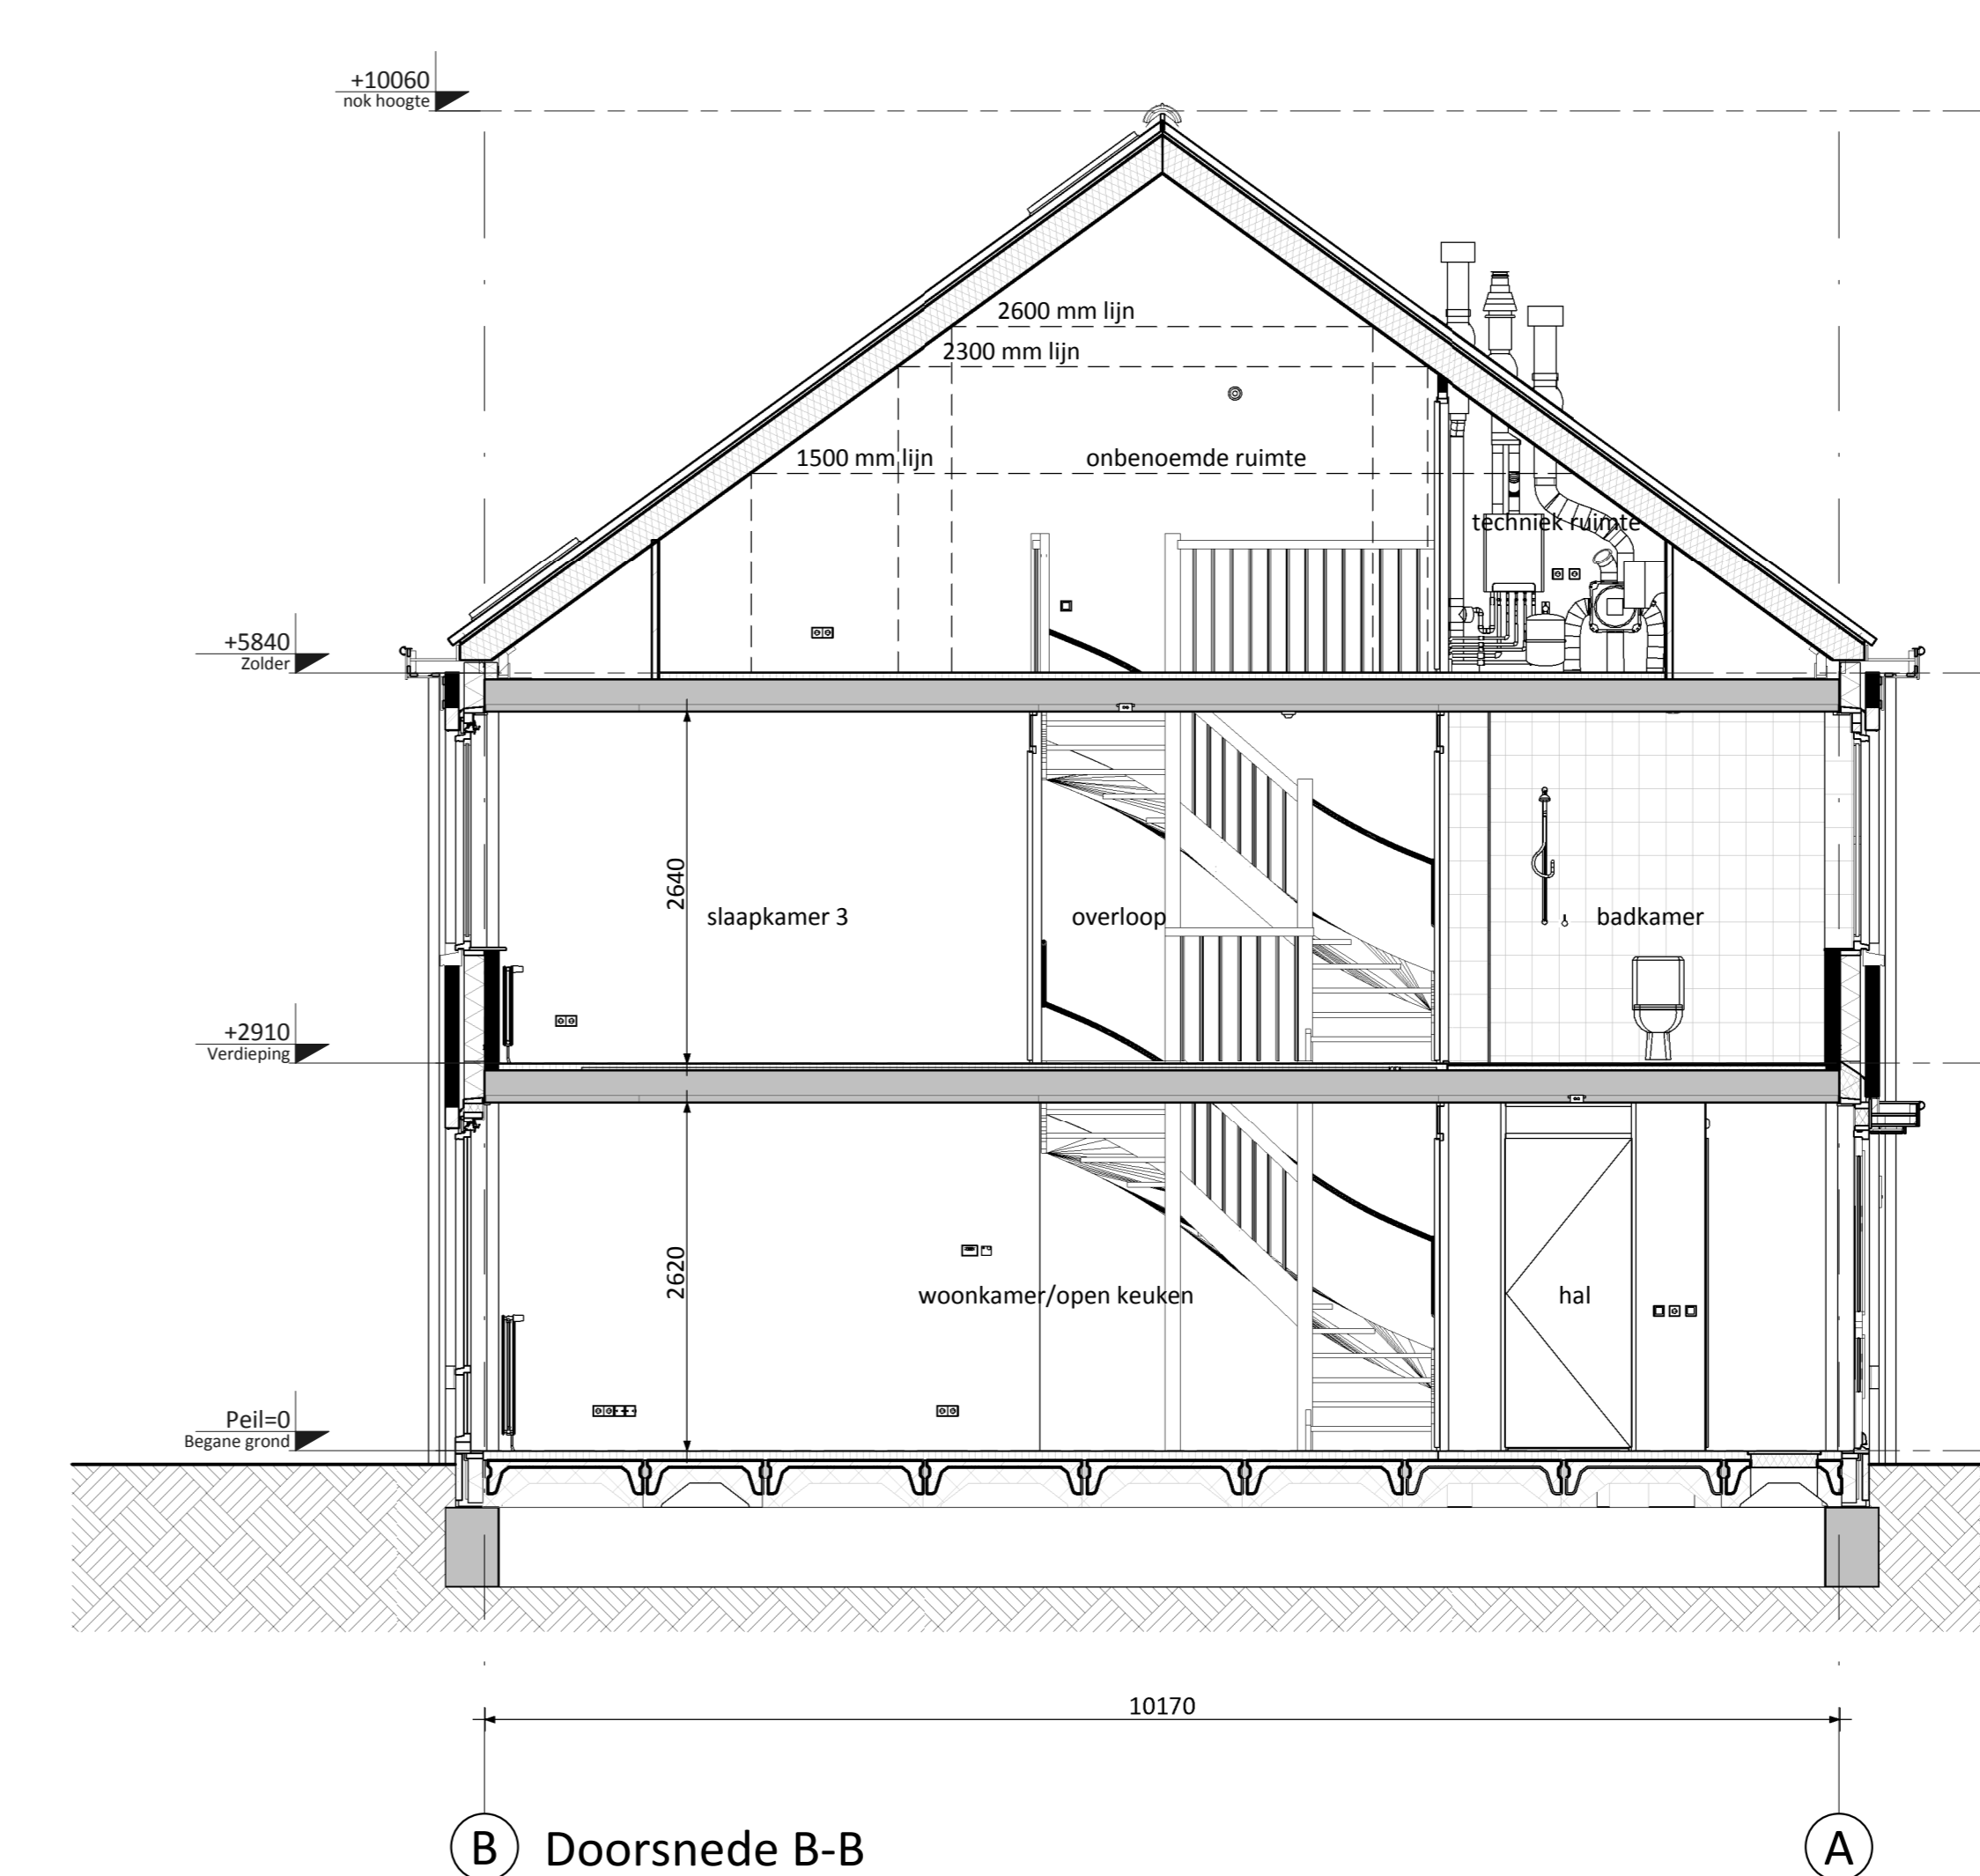 +10060
nok hoogte
2600 mm lijn
2300 mm lijn
1500 mm lijn
onbenoemde ruimte
techniek ruimte
+5840
Zolder
2640
slaapkamer 3
overloop
badkamer
+2910
Verdieping
2620
woonkamer/open keuken
hal
Peil=0
Begane grond
10170
B
Doorsnede B-B
A